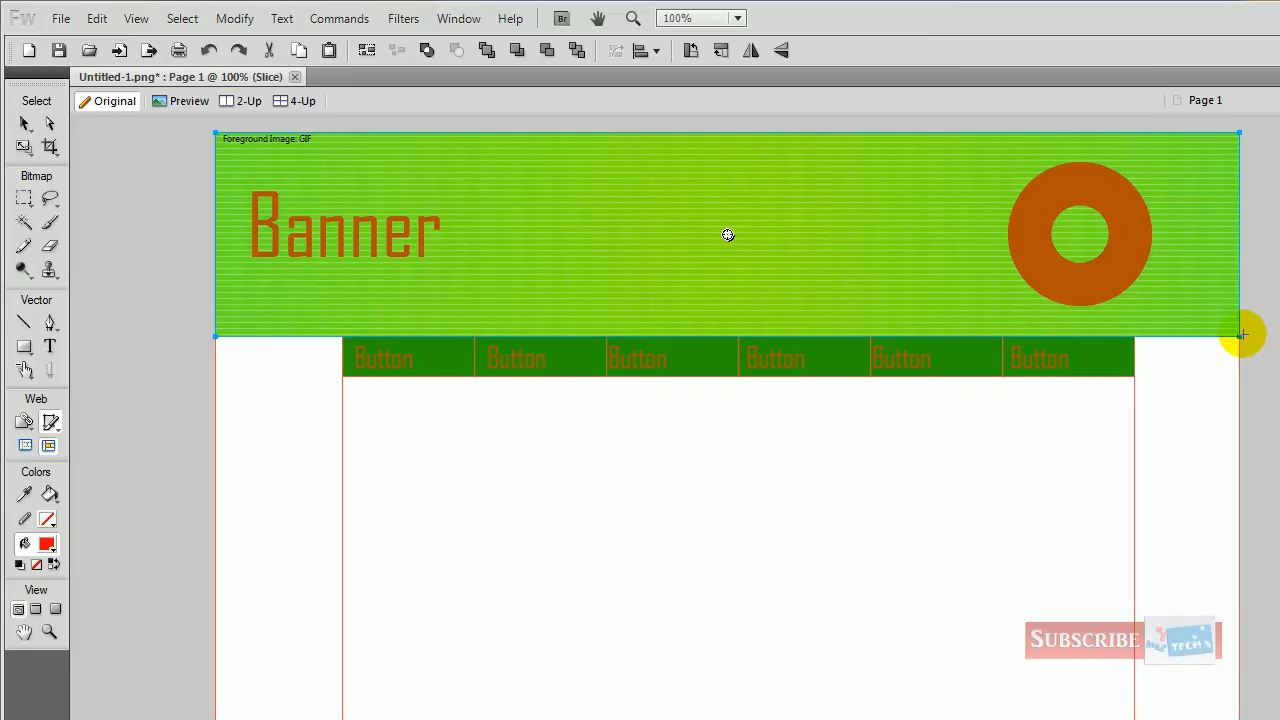 Fw File Edit View Select Modify Text Commands Filters Window Help Br 100%
Untitled-1.png* : Page 1 @ 100% (Slice)
Select
Original Preview 2-Up 4-Up Page 1
Foreground Image: GIF
Bitmap
Banner
Vector
T
Button Button Button Button Button Button
Web
Colors
View
SUBSCRIBE
TECH